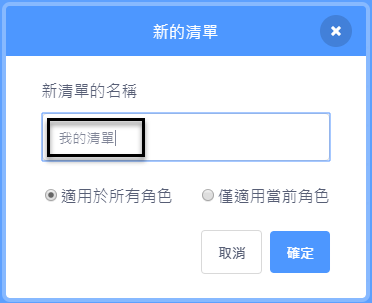 新的清單
新清單的名稱
我的清單
適用於所有角色 僅適用當前角色
取消 確定